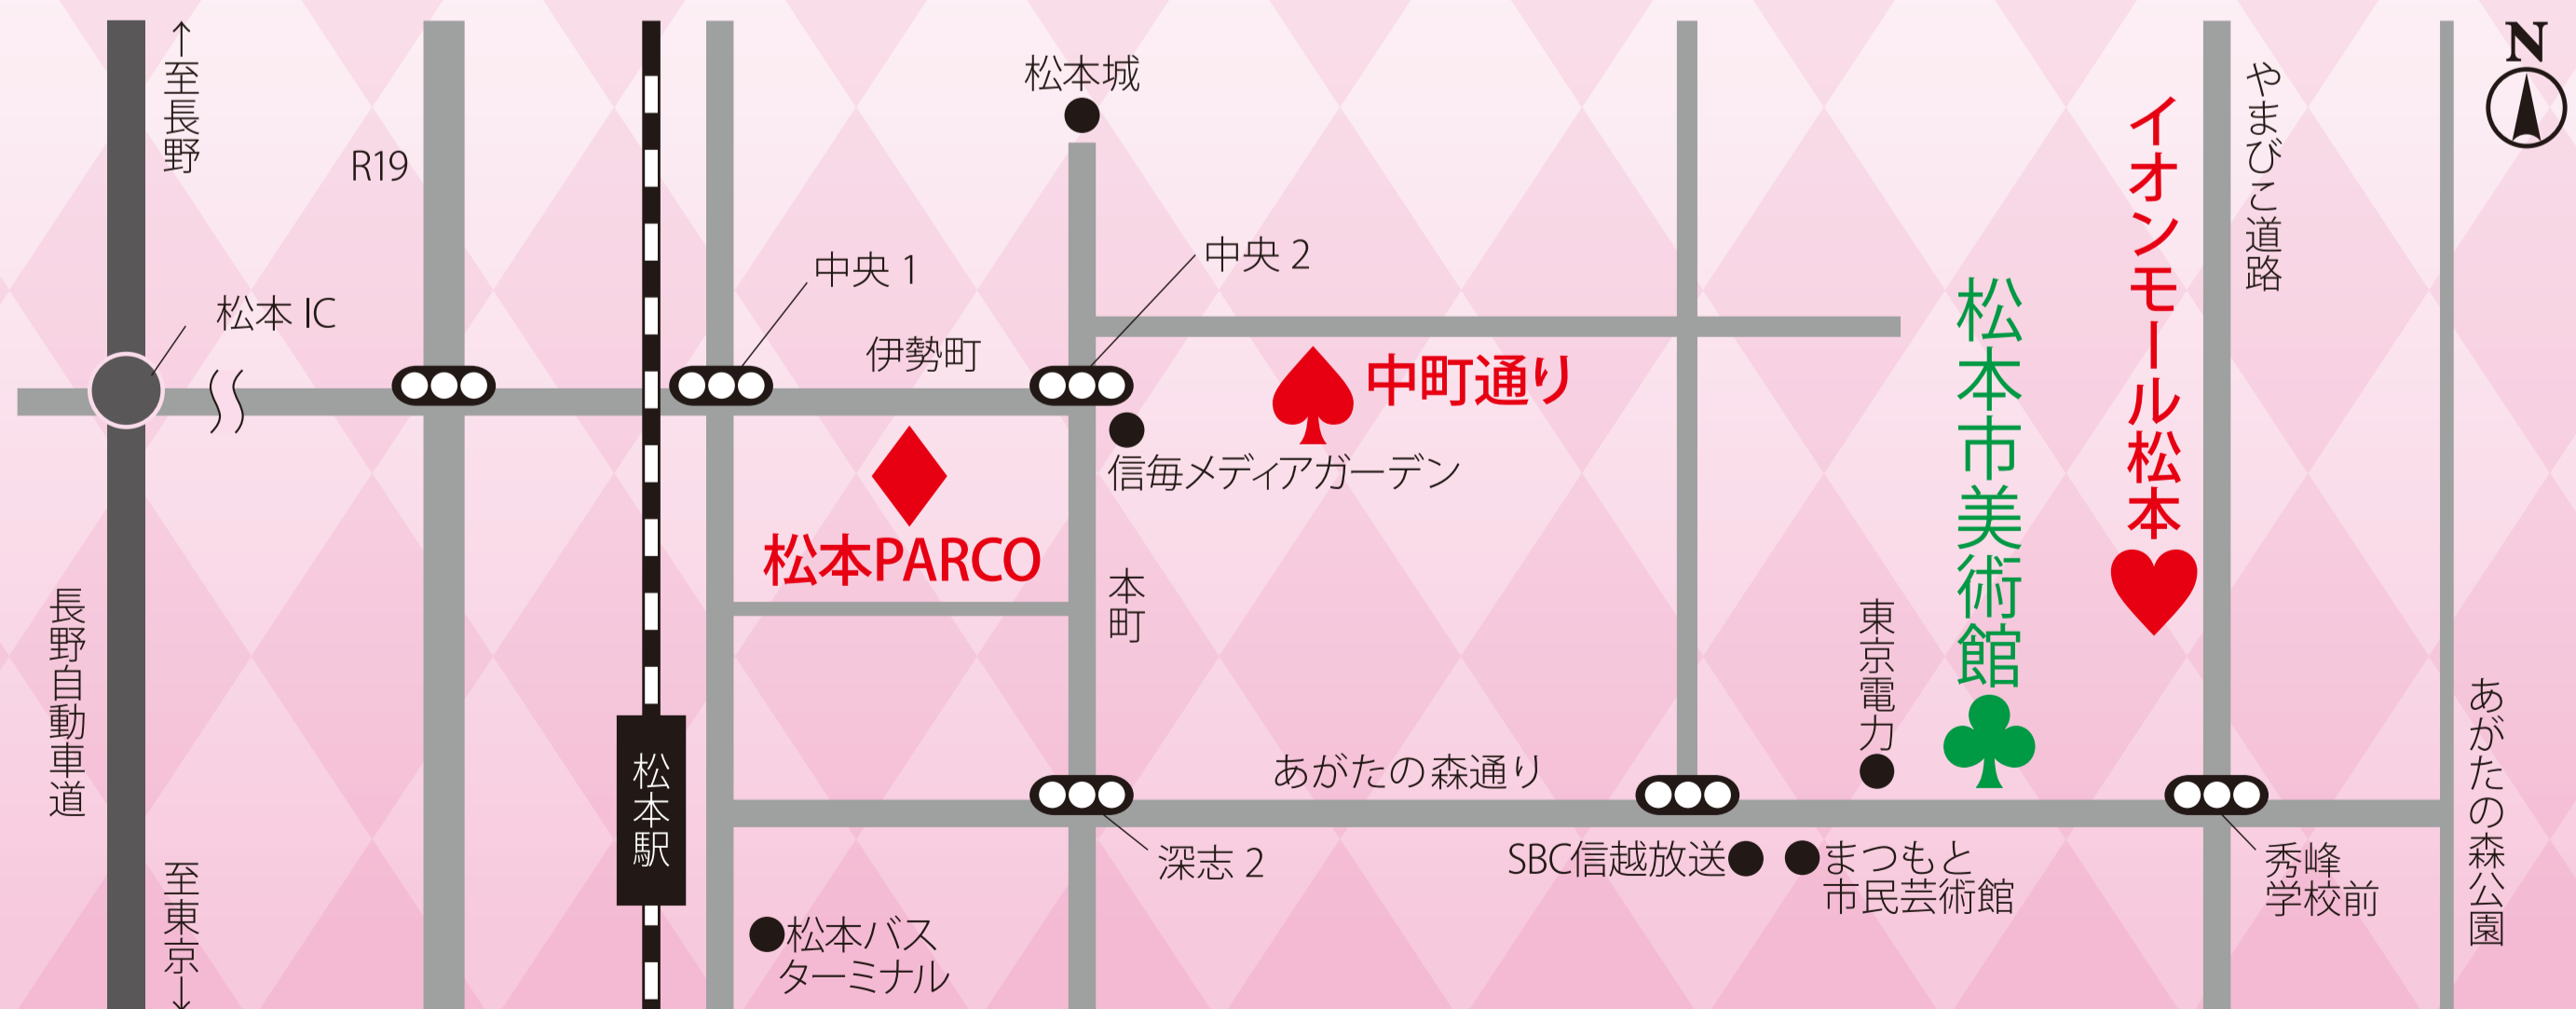 ←至長野
R19
松本 IC
長野自動車道
至東京→
松本駅
中央 1
伊勢町
松本城
中央 2
中町通り
信毎メディアガーデン
松本PARCO
本町
あがたの森通り
深志 2
松本バス
ターミナル
SBC信越放送
まつもと
市民芸術館
東京電力
松本市美術館
イオンモール松本
やまびこ道路
秀峰
学校前
あがたの森公園
N